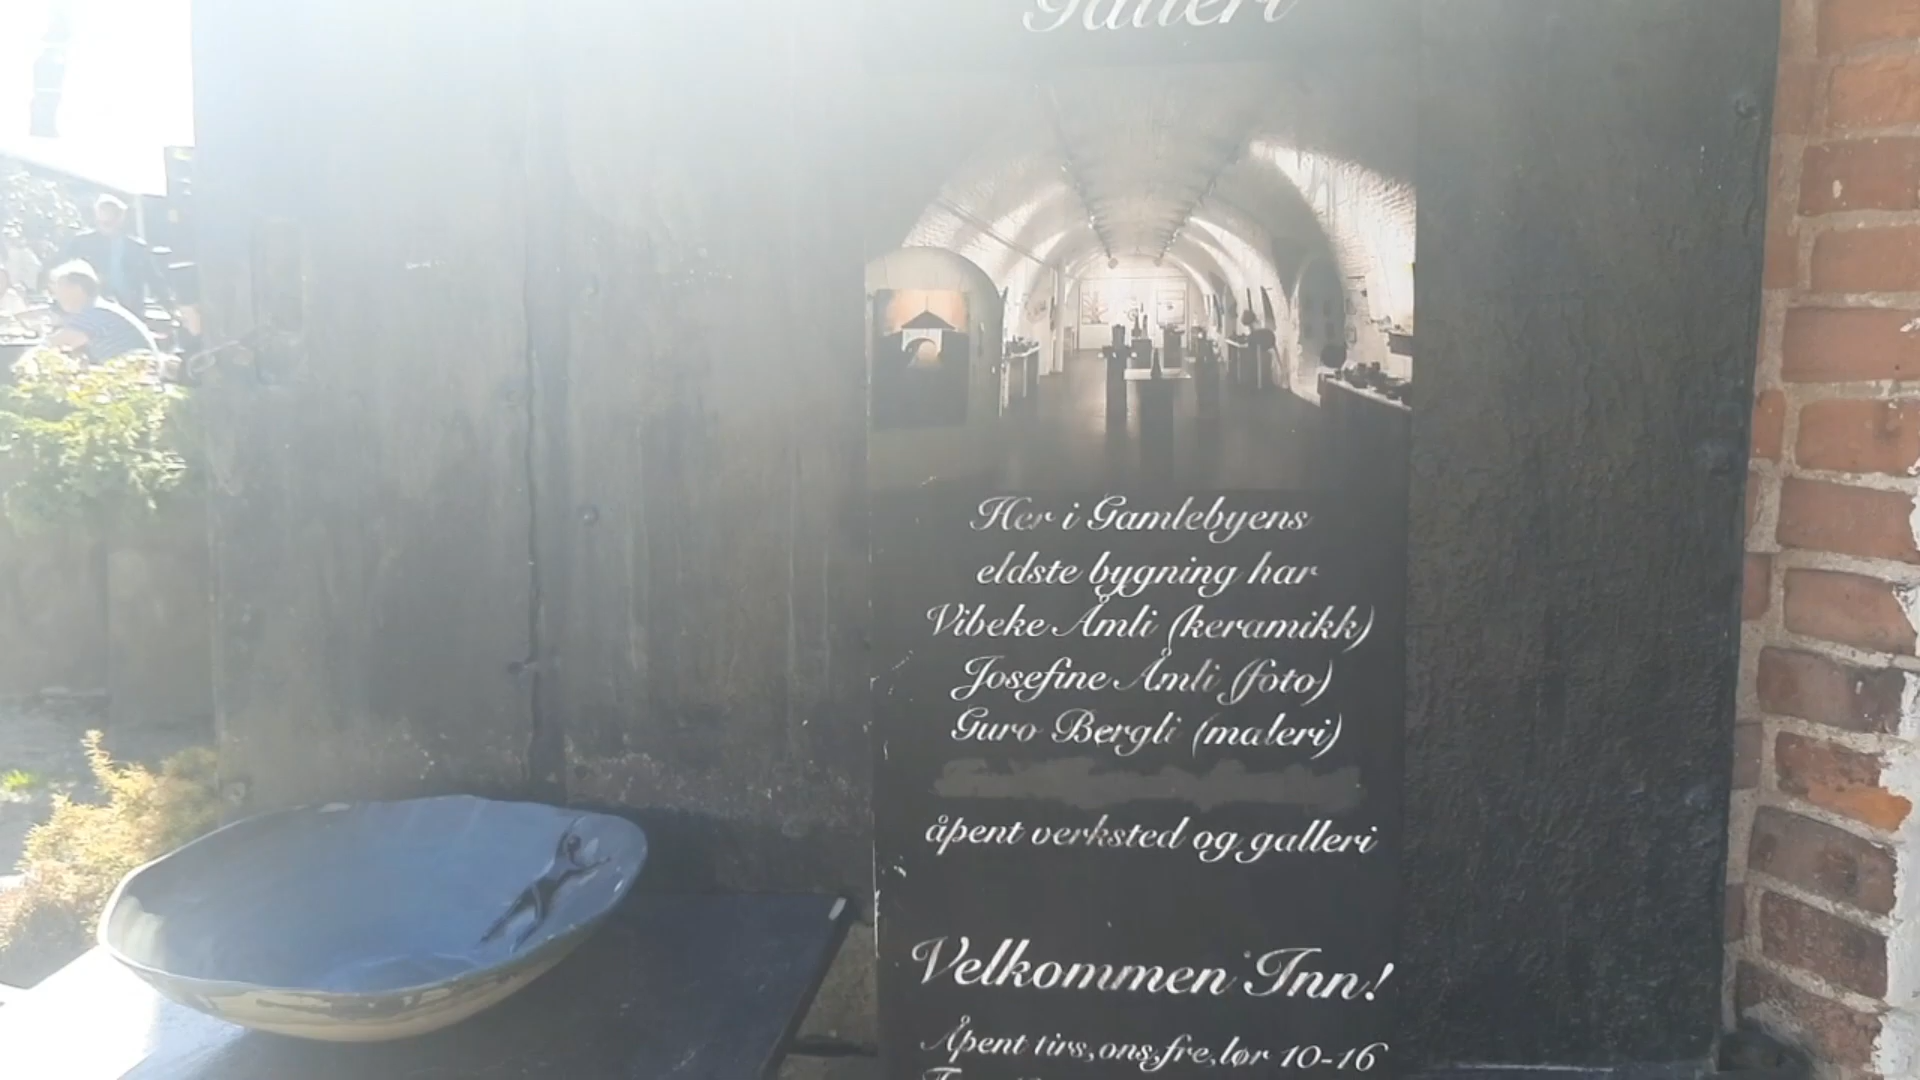 Galleri
Her i Gamlebyens
eldste bygning har
Vibeke Åmli (keramikk)
Josefine Åmli (foto)
Guro Bergli (maleri)
åpent verksted og galleri
Velkommen Inn!
Åpent tirs,ons,fre,lør 10-16